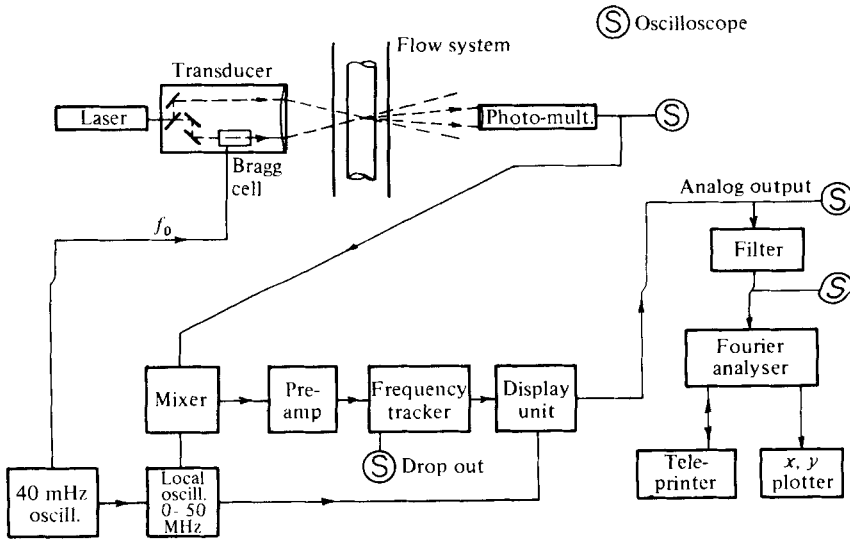 S Oscilloscope
Flow system
Transducer
Laser
Photo-mult.
S
Bragg
cell
Analog output
S
f₀
Filter
S
Fourier
analyser
Mixer
Pre-
amp
Frequency
tracker
Display
unit
S Drop out
Tele-
printer
x, y
plotter
40 mHz
oscill.
Local
oscill.
0- 50
MHz